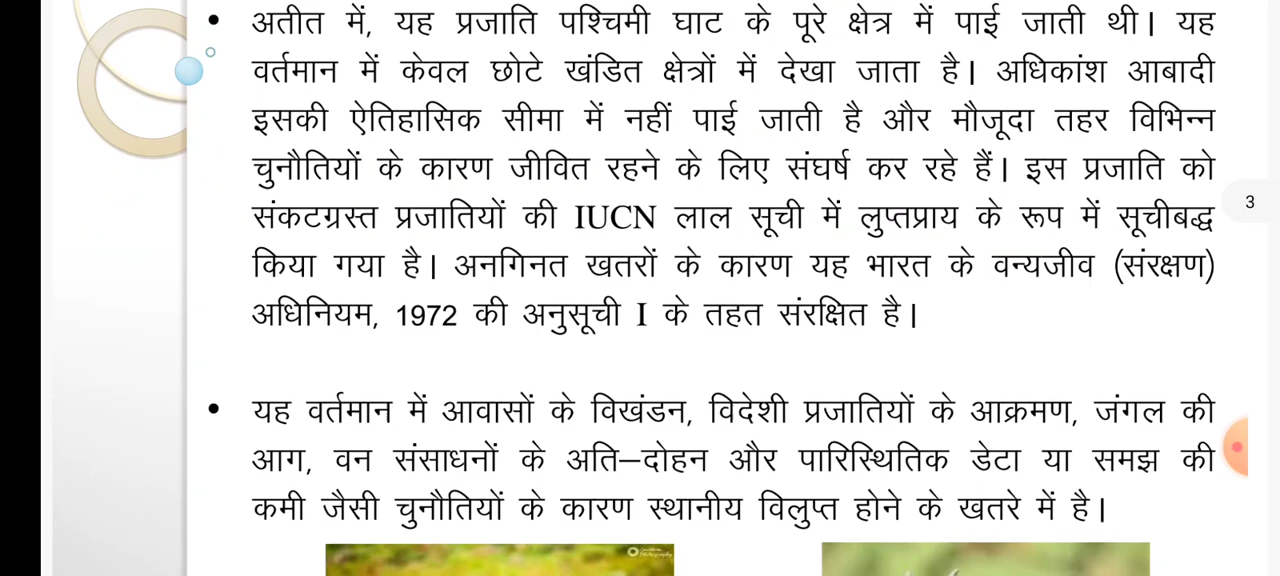 • अतीत में, यह प्रजाति पश्चिमी घाट के पूरे क्षेत्र में पाई जाती थी। यह
वर्तमान में केवल छोटे खंडित क्षेत्रों में देखा जाता है। अधिकांश आबादी
इसकी ऐतिहासिक सीमा में नहीं पाई जाती है और मौजूदा तहर विभिन्न
चुनौतियों के कारण जीवित रहने के लिए संघर्ष कर रहे हैं। इस प्रजाति को
संकटग्रस्त प्रजातियों की IUCN लाल सूची में लुप्तप्राय के रूप में सूचीबद्ध
किया गया है। अनगिनत खतरों के कारण यह भारत के वन्यजीव (संरक्षण)
अधिनियम, 1972 की अनुसूची I के तहत संरक्षित है।
• यह वर्तमान में आवासों के विखंडन, विदेशी प्रजातियों के आक्रमण, जंगल की
आग, वन संसाधनों के अति–दोहन और पारिस्थितिक डेटा या समझ की
कमी जैसी चुनौतियों के कारण स्थानीय विलुप्त होने के खतरे में है।
3